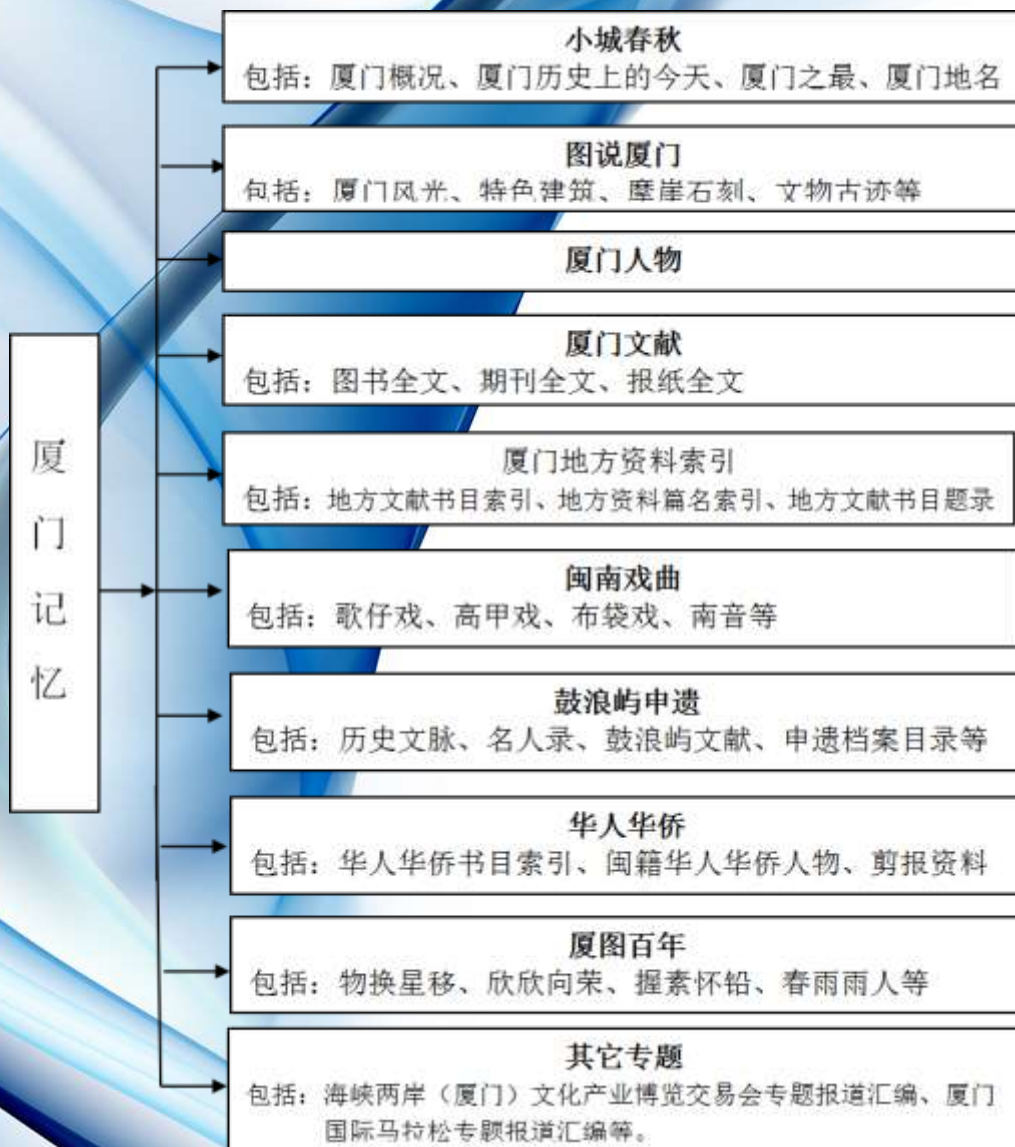 厦门记忆
小城春秋
包括：厦门概况、厦门历史上的今天、厦门之最、厦门地名
图说厦门
包括：厦门风光、特色建筑、摩崖石刻、文物古迹等
厦门人物
厦门文献
包括：图书全文、期刊全文、报纸全文
厦门地方资料索引
包括：地方文献书目索引、地方资料篇名索引、地方文献书目题录
闽南戏曲
包括：歌仔戏、高甲戏、布袋戏、南音等
鼓浪屿申遗
包括：历史文脉、名人录、鼓浪屿文献、申遗档案目录等
华人华侨
包括：华人华侨书目索引、闽籍华人华侨人物、剪报资料
厦图百年
包括：物换星移、欣欣向荣、握素怀铅、春雨雨人等
其它专题
包括：海峡两岸（厦门）文化产业博览交易会专题报道汇编、厦门
国际马拉松专题报道汇编等。